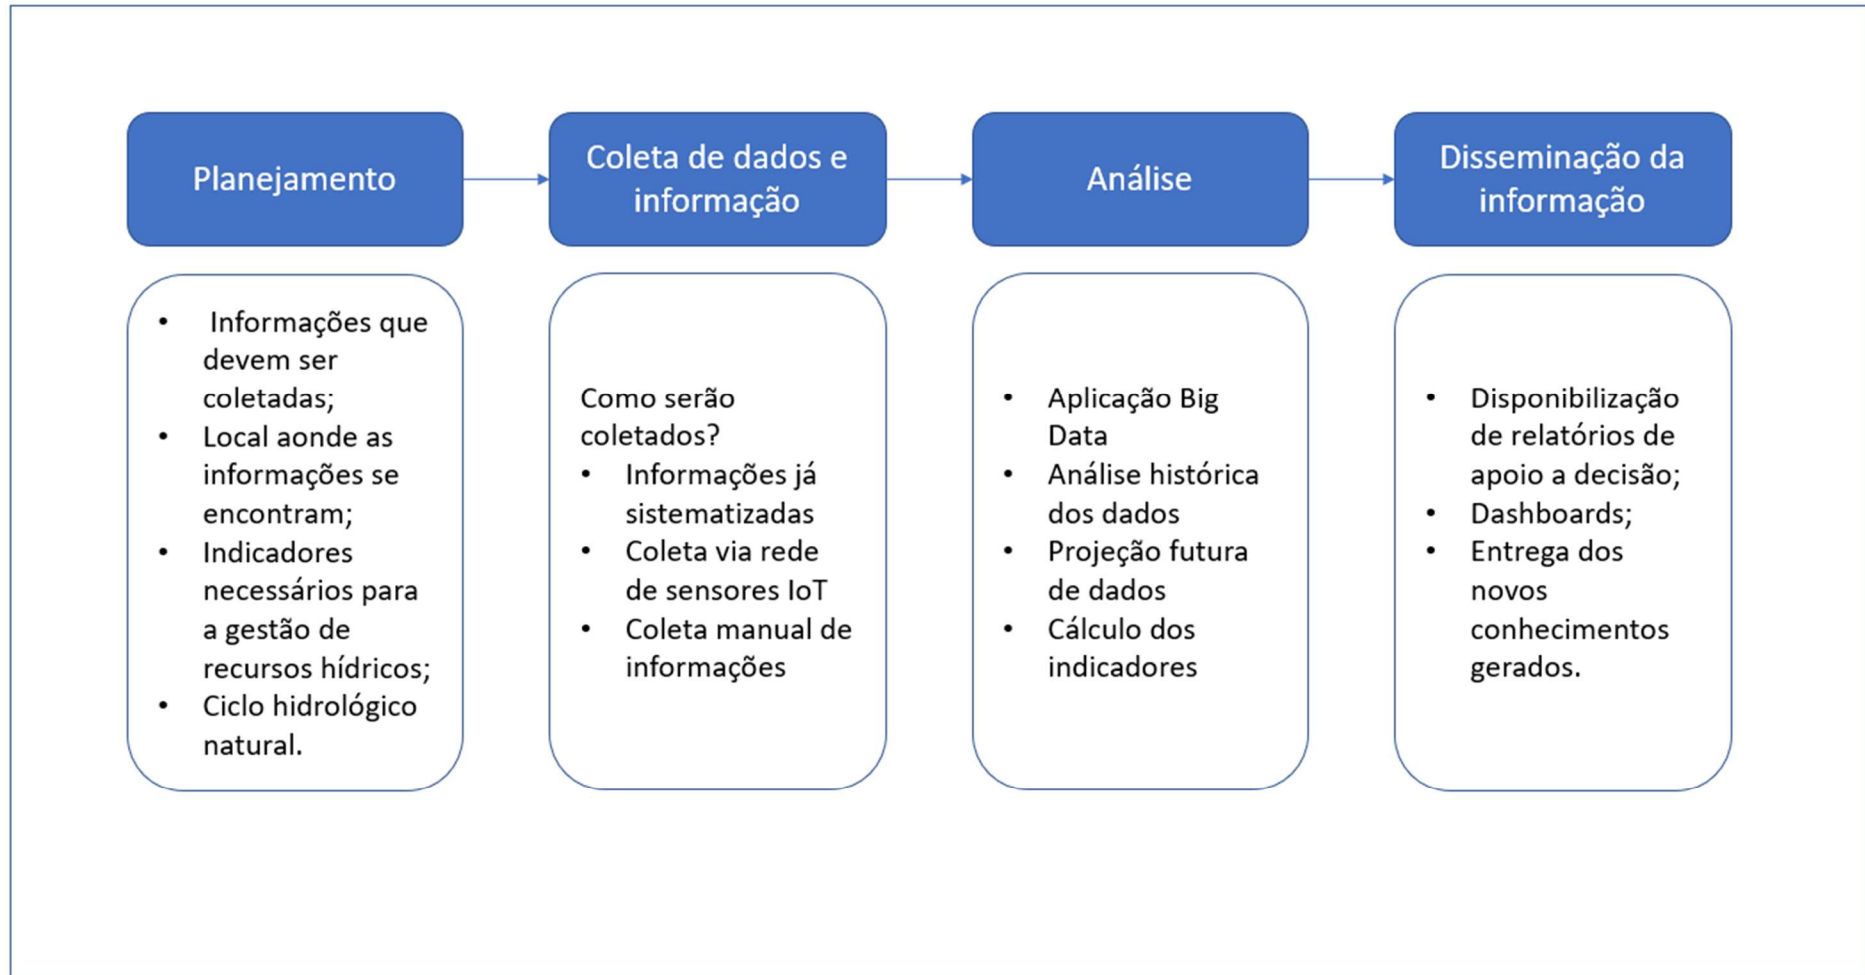 Planejamento
Coleta de dados e
informação
Análise
Disseminação da
informação
• Informações que
devem ser
coletadas;
• Local aonde as
informações se
encontram;
• Indicadores
necessários para
a gestão de
recursos hídricos;
• Ciclo hidrológico
natural.
Como serão
coletados?
• Informações já
sistematizadas
• Coleta via rede
de sensores IoT
• Coleta manual de
informações
• Aplicação Big
Data
• Análise histórica
dos dados
• Projeção futura
de dados
• Cálculo dos
indicadores
• Disponibilização
de relatórios de
apoio a decisão;
• Dashboards;
• Entrega dos
novos
conhecimentos
gerados.